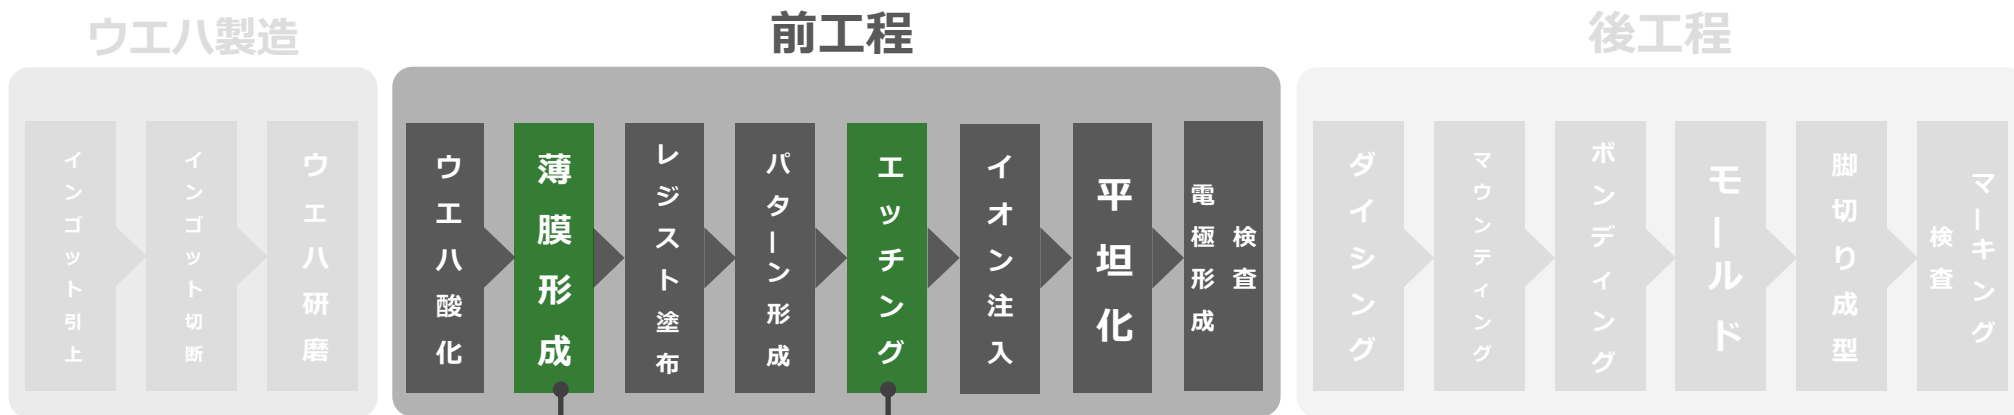 ウエハ製造
インゴット引上
インゴット切断
ウエハ研磨
前工程
ウエハ酸化
薄膜形成
レジスト塗布
パターン形成
エッチング
イオン注入
平坦化
電極形成
検査
後工程
ダイシング
マウンティング
ボンディング
モールド
脚切り成型
検査
マーキング